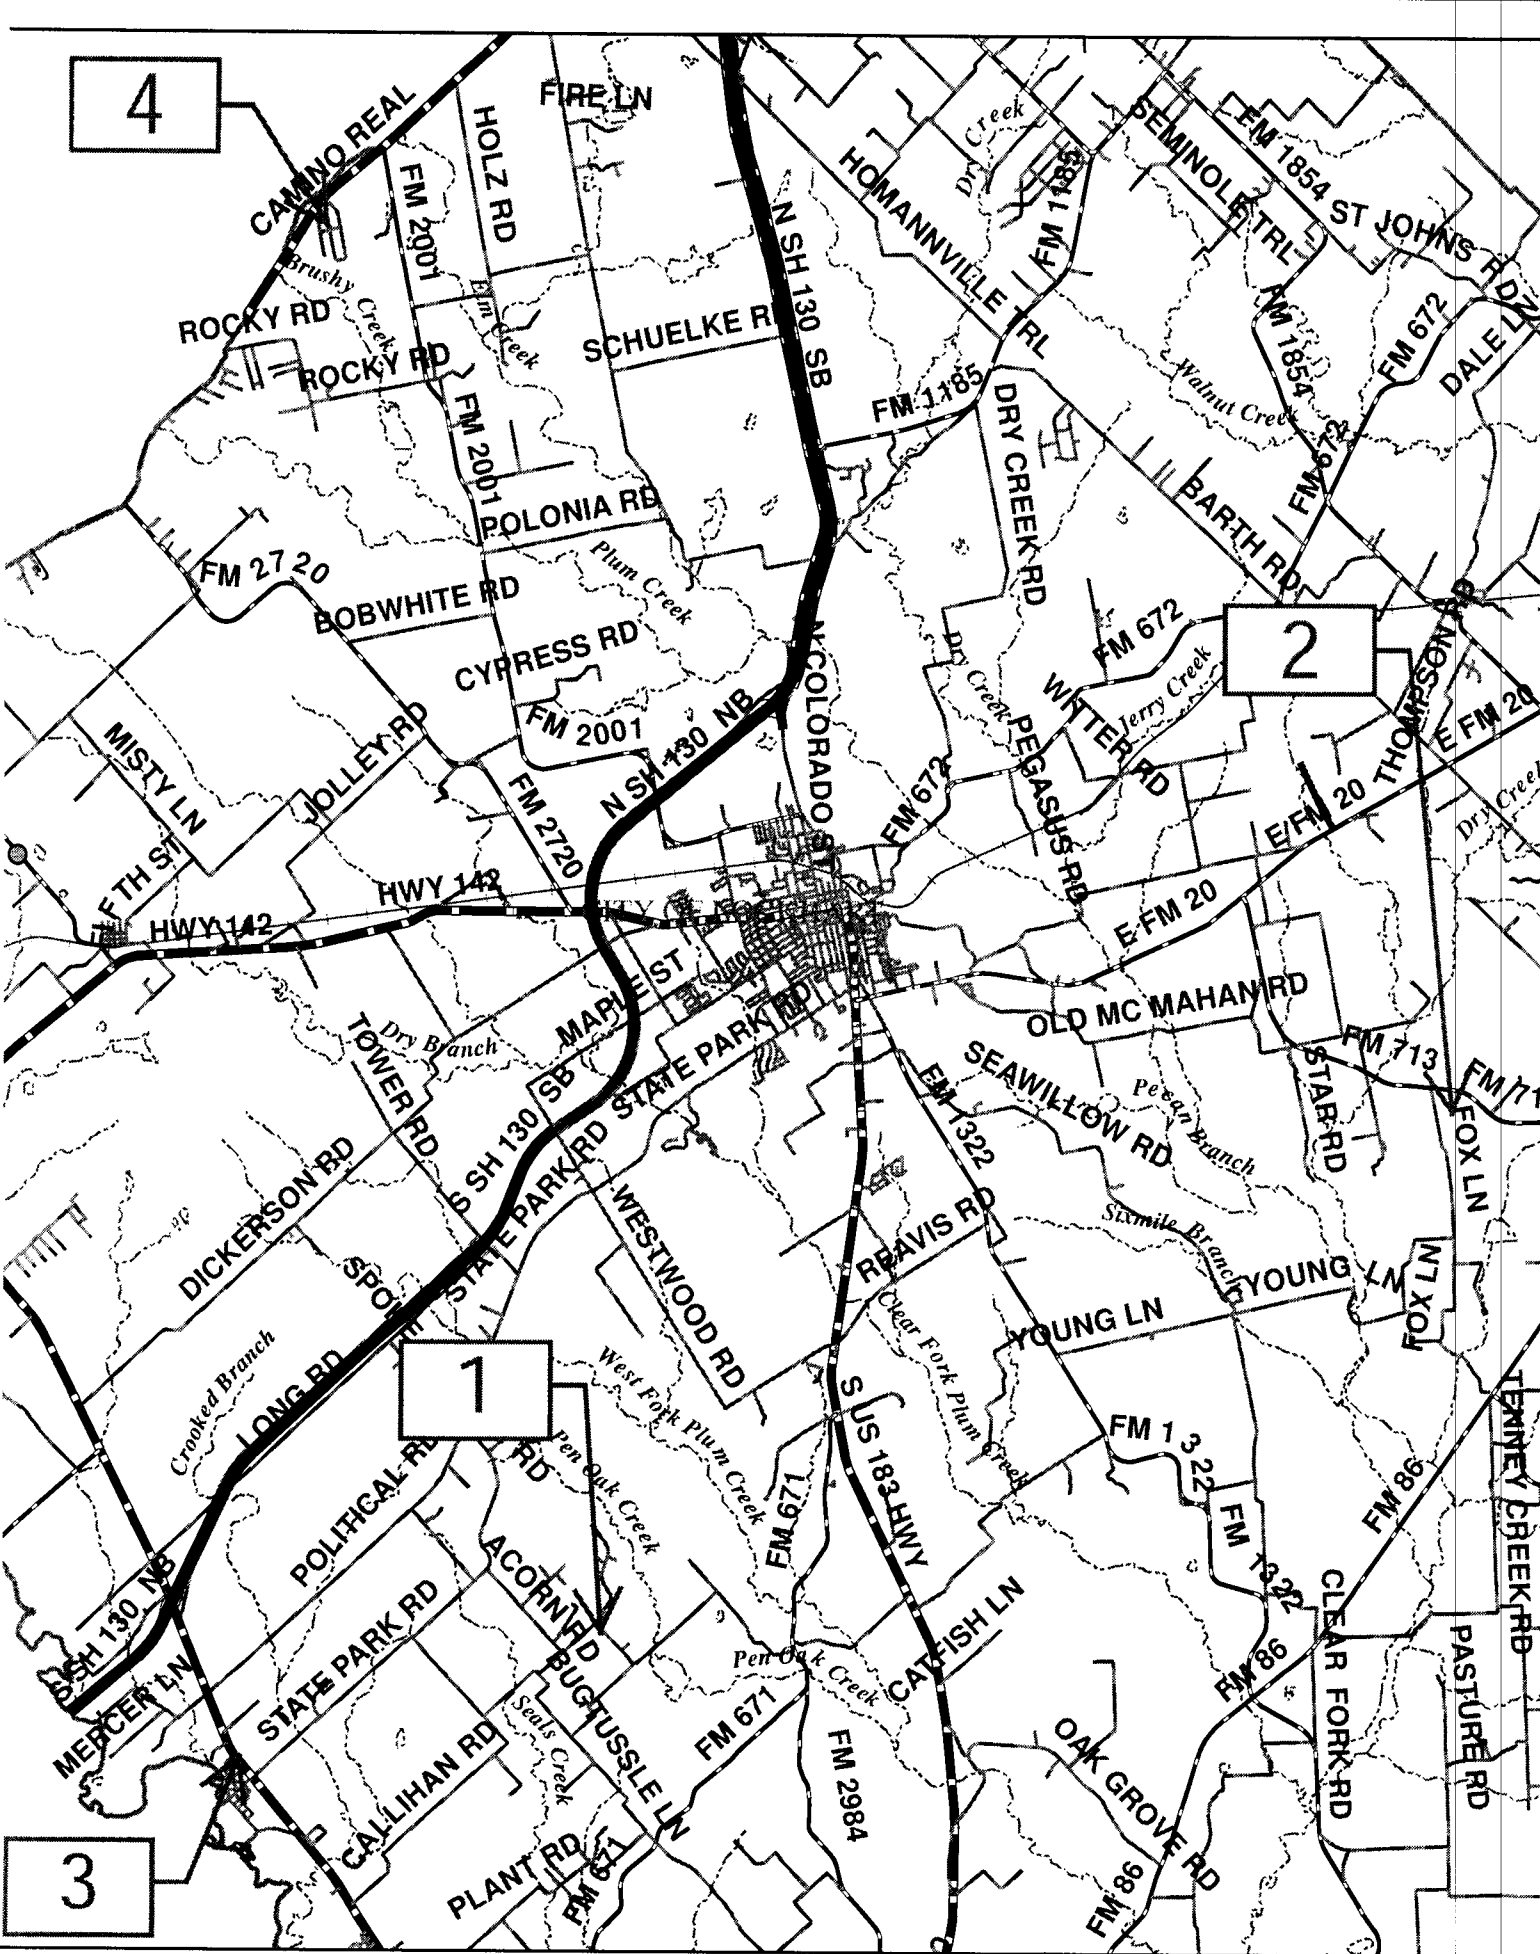 4
FIRE LN
CAMINO REAL
HOLZ RD
FM 2001
Dry Creek
FM 1185
HOMANNVILLE TRL
SEMINOLE TRL
FM 1854
ST JOHNS RD
N SH 130 SB
Brushy Creek
Elm Creek
ROCKY RD
ROCKY RD
SCHUELKE RD
FM 1854
FM 672
DALE LN
Walnut Creek
FM 1185
FM 2001
DRY CREEK RD
FM 672
POLONIA RD
BARTH RD
FM 27 20
Plum Creek
BOBWHITE RD
CYPRESS RD
N COLORADO ST
Dry Creek
FM 672
WITTER RD
Jerry Creek
2
THOMPSON RD
E FM 20
FM 2001
N SH 130 NB
MISTY LN
JOLLEY RD
FM 2720
FM 672
PEGASUS RD
E FM 20
Dry Creek
HWY 142
FTH ST
HWY 142
E FM 20
MAPLE ST
STATE PARK RD
OLD MC MAHAN RD
Dry Branch
TOWER RD
FM 713
FM 71
STAR RD
SEAWILLOW RD
Pecan Branch
FM 1322
FOX LN
S SH 130 SB
STATE PARK RD
DICKERSON RD
WESTWOOD RD
REAVIS RD
Sixmile Branch
YOUNG LN
YOUNG LN
FOX LN
Crooked Branch
LONG RD
1
West Fork Plum Creek
Clear Fork Plum Creek
S US 183 HWY
TENNEY CREEK RD
POLITICAL RD
RD
Pen Oak Creek
FM 671
FM 1 3 22
FM 86
FM 1322
S SH 130 NB
MERCER LN
STATE PARK RD
ACORN RD
BUGTUSSLE LN
Pen Oak Creek
CATFISH LN
FM 86
CLEAR FORK RD
PASTURE RD
Seals Creek
FM 671
FM 2984
OAK GROVE RD
CALLIHAN RD
3
PLANT RD
FM 671
FM 86